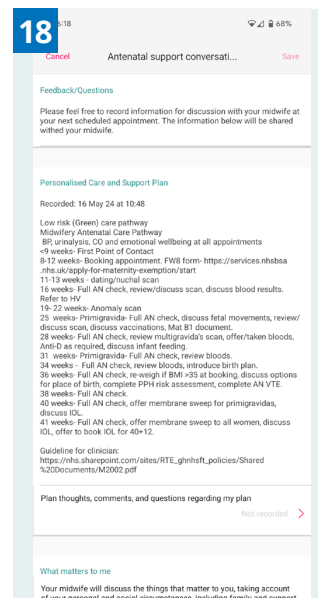 18
5:18
68%
Cancel
Antenatal support conversati...
Save
Feedback/Questions
Please feel free to record information for discussion with your midwife at
your next scheduled appointment. The information below will be shared
withed your midwife.
Personalised Care and Support Plan
Recorded: 16 May 24 at 10:48
Low risk (Green) care pathway
Midwifery Antenatal Care Pathway
BP, urinalysis, CO and emotional wellbeing at all appointments
<9 weeks- First Point of Contact
8-12 weeks- Booking appointment. FW8 form- https://services.nhsbsa
.nhs.uk/apply-for-maternity-exemption/start
11-13 weeks - dating/nuchal scan
16 weeks- Full AN check, review/discuss scan, discuss blood results.
Refer to HV
19- 22 weeks- Anomaly scan
25 weeks- Primigravida- Full AN check, discuss fetal movements, review/
discuss scan, discuss vaccinations, Mat B1 document.
28 weeks- Full AN check, review multigravida's scan, offer/taken bloods,
Anti-D as required, discuss infant feeding.
31 weeks- Primigravida- Full AN check, review bloods.
34 weeks - Full AN check, review bloods, introduce birth plan.
36 weeks- Full AN check, re-weigh if BMI >35 at booking, discuss options
for place of birth, complete PPH risk assessment, complete AN VTE.
38 weeks- Full AN check.
40 weeks- Full AN check, offer membrane sweep for primigravidas,
discuss IOL.
41 weeks- Full AN check, offer membrane sweep to all women, discuss
IOL, offer to book IOL for 40+12.
Guideline for clinician:
https://nhs.sharepoint.com/sites/RTE_ghnhsft_policies/Shared
%20Documents/M2002.pdf
Plan thoughts, comments, and questions regarding my plan
Not recorded
What matters to me
Your midwife will discuss the things that matter to you, taking account
of your personal and social circumstances, including family and support